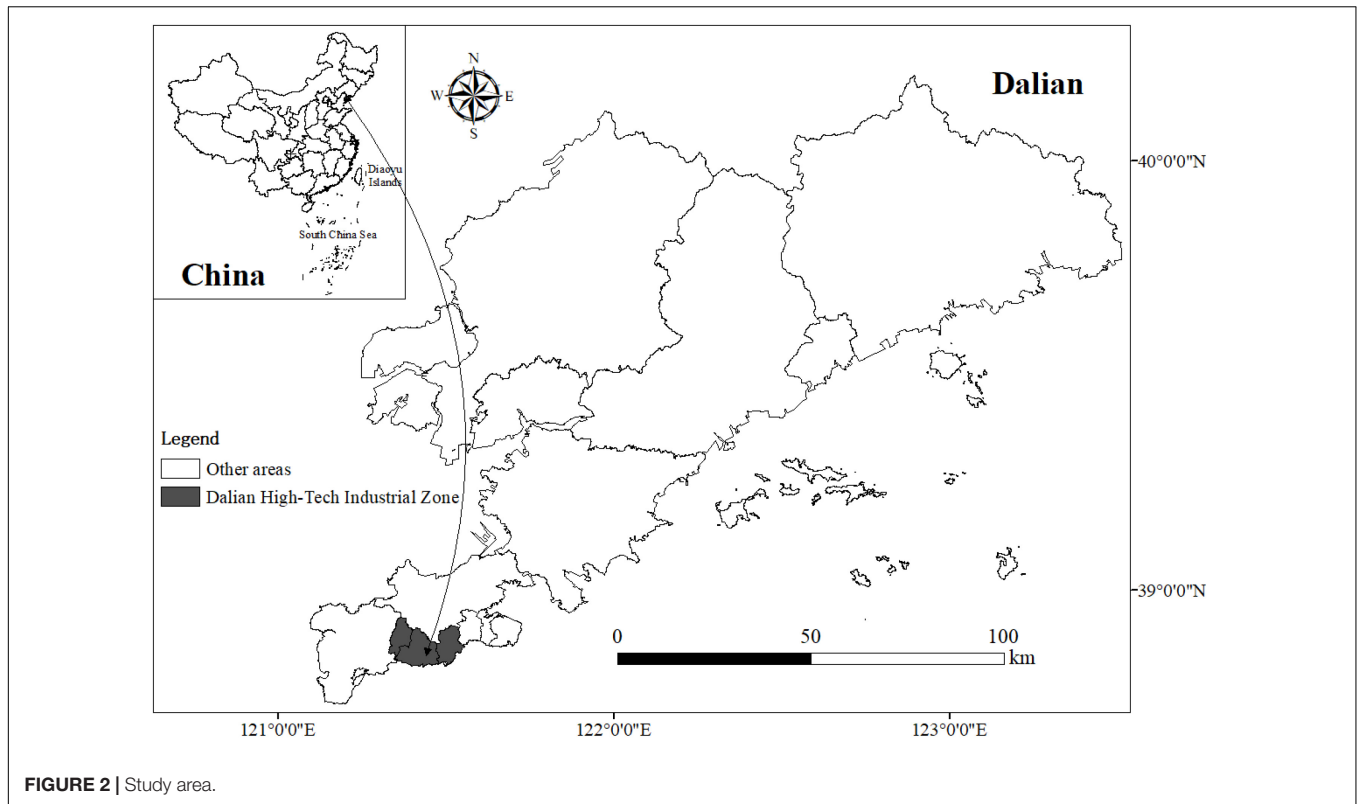 N
W
E
S
Dalian
40°0'0"N
Diaoyu
Islands
South China Sea
China
Legend
Other areas
Dalian High-Tech Industrial Zone
39°0'0"N
0
50
100
km
121°0'0"E
122°0'0"E
123°0'0"E
FIGURE 2 | Study area.